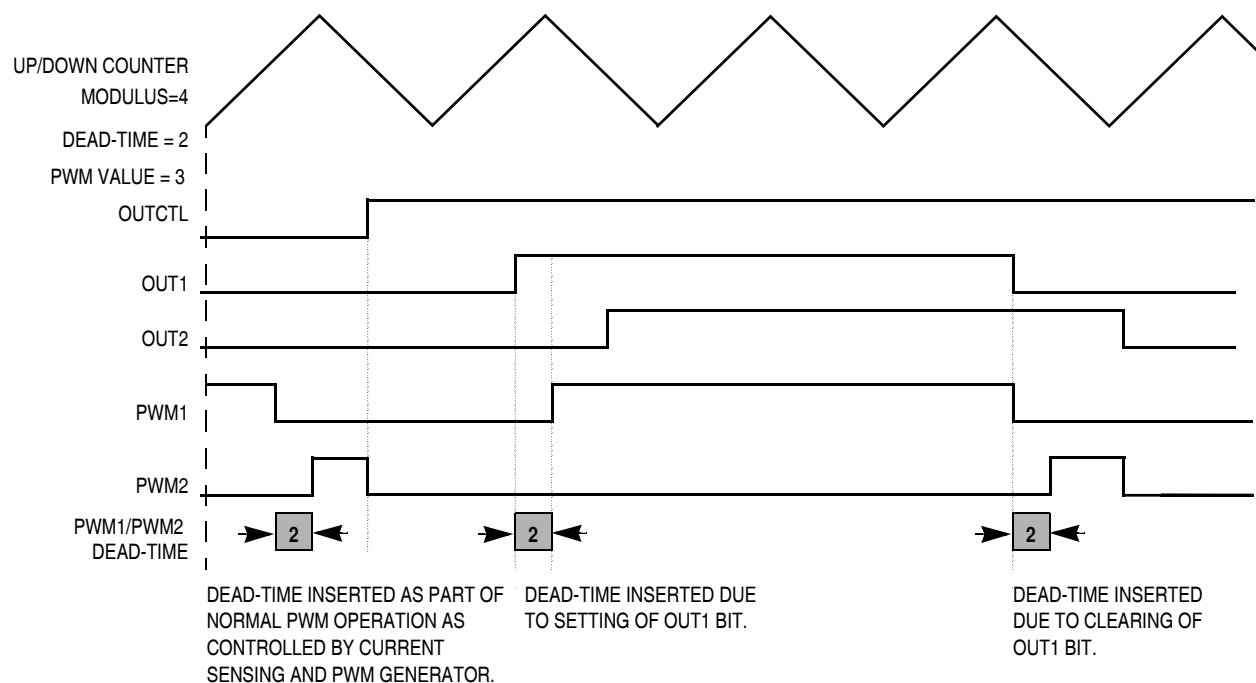 UP/DOWN COUNTER
MODULUS=4
DEAD-TIME = 2
PWM VALUE = 3
OUTCTL
OUT1
OUT2
PWM1
PWM2
PWM1/PWM2
DEAD-TIME
2
2
2
DEAD-TIME INSERTED AS PART OF
NORMAL PWM OPERATION AS
CONTROLLED BY CURRENT
SENSING AND PWM GENERATOR.
DEAD-TIME INSERTED DUE
TO SETTING OF OUT1 BIT.
DEAD-TIME INSERTED
DUE TO CLEARING OF
OUT1 BIT.